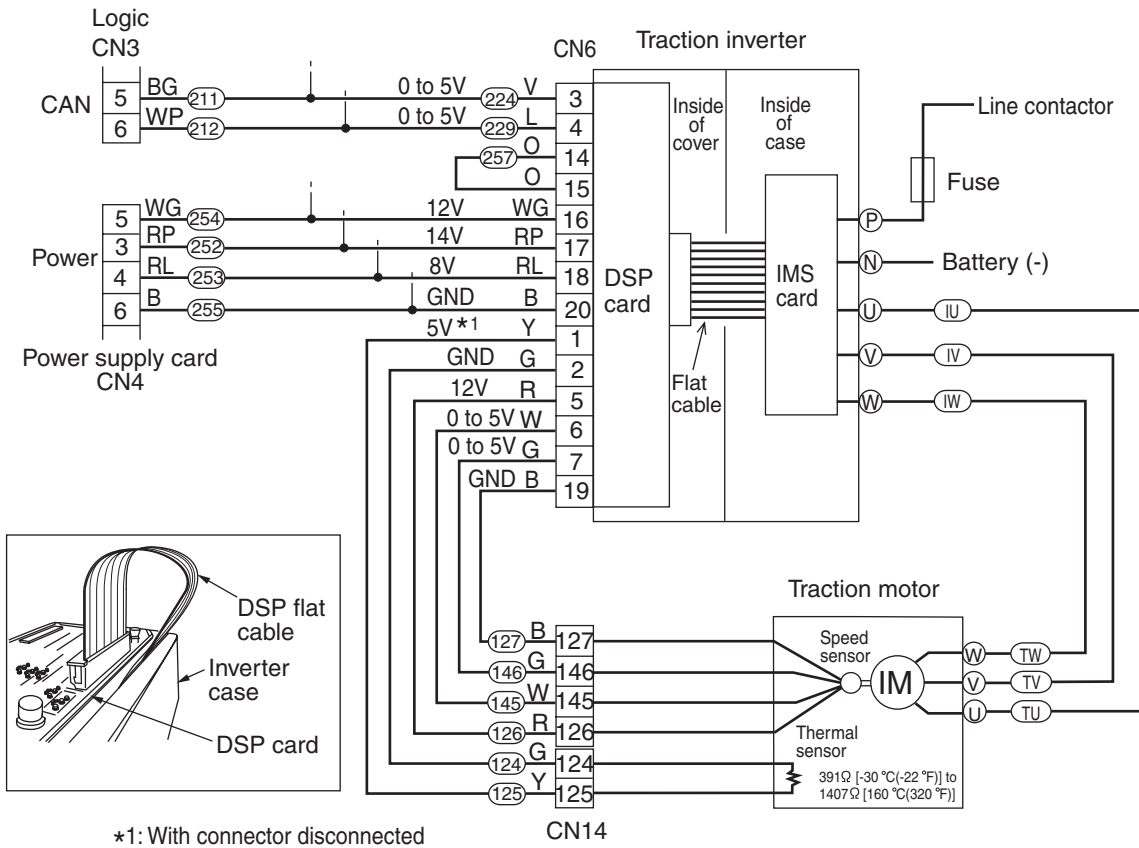 Logic
CN3
CAN
5 BG 211 0 to 5V 224 V 3
6 WP 212 0 to 5V 229 L 4
257 O 14
O 15
Power
5 WG 254 12V WG 16
3 RP 252 14V RP 17
4 RL 253 8V RL 18
6 B 255 GND B 20
Power supply card
CN4
5V *1 Y 1
GND G 2
12V R 5
0 to 5V W 6
0 to 5V G 7
GND B 19
CN6
Traction inverter
Inside
of
cover
Inside
of
case
DSP
card
IMS
card
Flat
cable
Line contactor
Fuse
P
N Battery (-)
U IU
V IV
W IW
DSP flat
cable
Inverter
case
DSP card
127 B 127
146 G 146
145 W 145
126 R 126
124 G 124
125 Y 125
CN14
Traction motor
Speed
sensor
IM
W TW
V TV
U TU
Thermal
sensor
391Ω [-30 °C(-22 °F)] to
1407Ω [160 °C(320 °F)]
*1: With connector disconnected